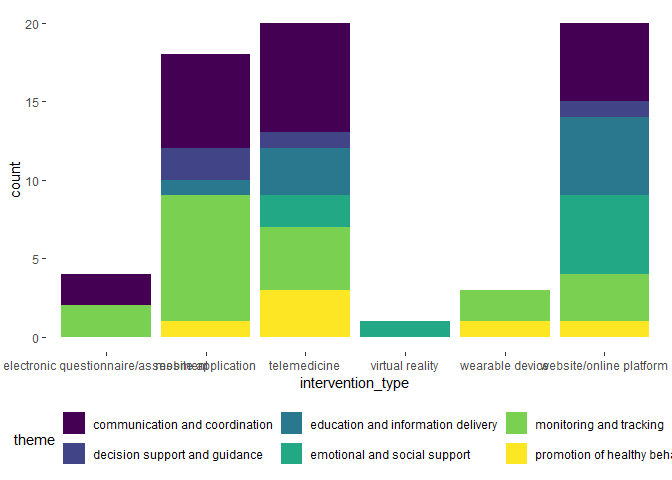 20
15
10
5
0
count
electronic questionnaire/assessment mobile application telemedicine virtual reality wearable device website/online platform
intervention_type
theme
communication and coordination education and information delivery monitoring and tracking
decision support and guidance emotional and social support promotion of healthy beha